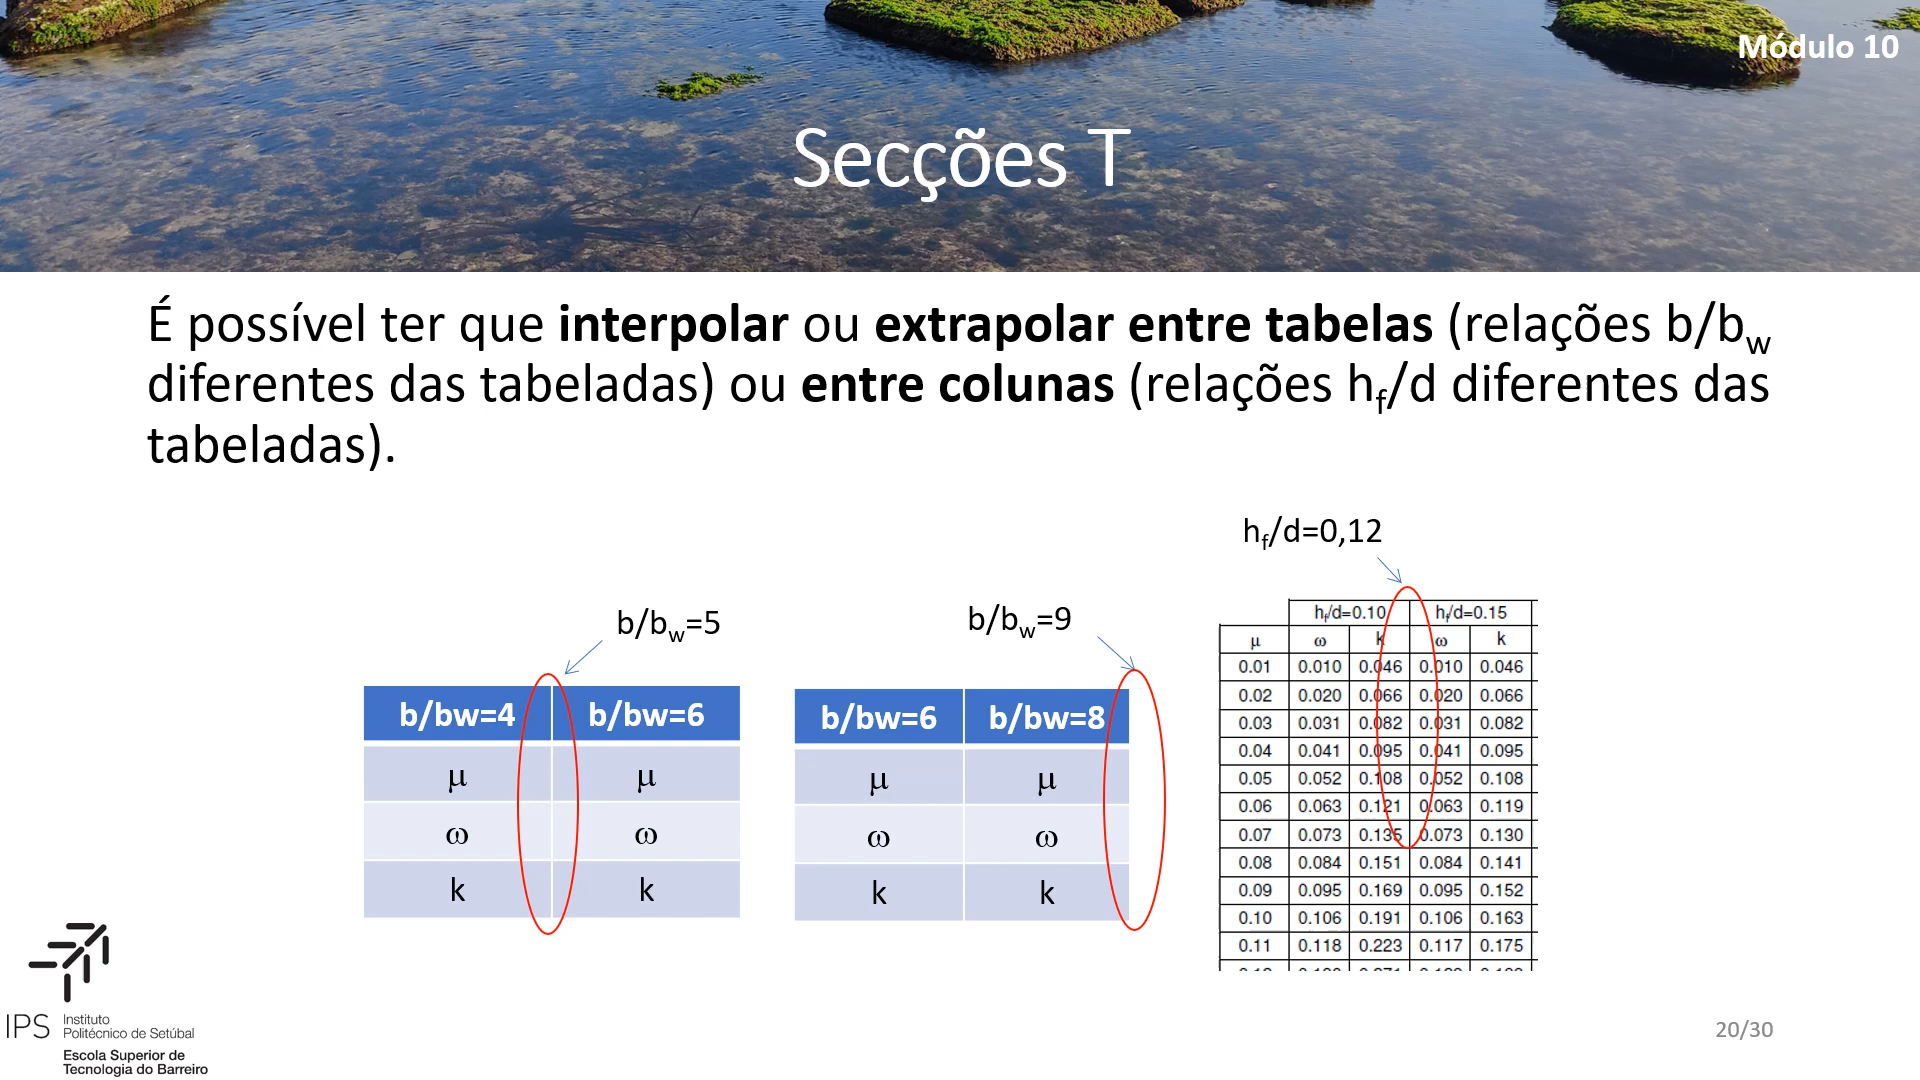 Módulo 10
Secções T
É possível ter que interpolar ou extrapolar entre tabelas (relações b/bw
diferentes das tabeladas) ou entre colunas (relações hf/d diferentes das
tabeladas).
b/bw=5
b/bw=4 b/bw=6
μ μ
ω ω
k k
b/bw=9
b/bw=6 b/bw=8
μ μ
ω ω
k k
hf/d=0,12
hf/d=0.10 hf/d=0.15
μ ω k ω k
0.01 0.010 0.046 0.010 0.046
0.02 0.020 0.066 0.020 0.066
0.03 0.031 0.082 0.031 0.082
0.04 0.041 0.095 0.041 0.095
0.05 0.052 0.108 0.052 0.108
0.06 0.063 0.121 0.063 0.119
0.07 0.073 0.135 0.073 0.130
0.08 0.084 0.151 0.084 0.141
0.09 0.095 0.169 0.095 0.152
0.10 0.106 0.191 0.106 0.163
0.11 0.118 0.223 0.117 0.175
IPS Instituto
Politécnico de Setúbal
Escola Superior de
Tecnologia do Barreiro
20/30